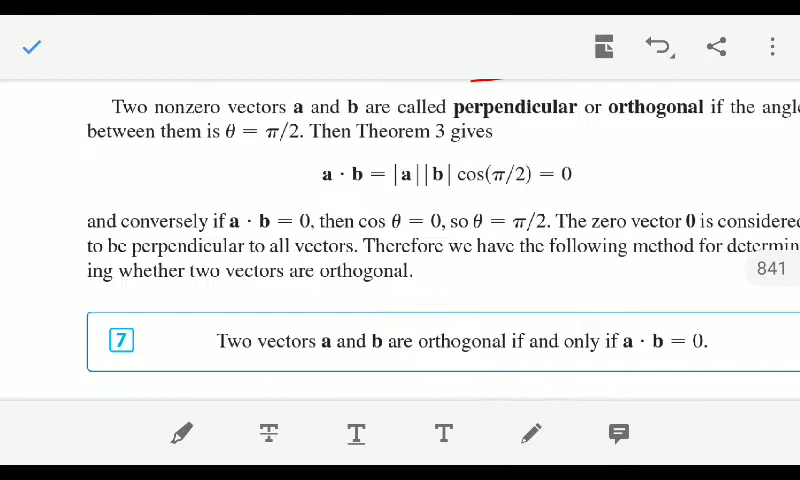 Two nonzero vectors a and b are called perpendicular or orthogonal if the angle
between them is θ = π/2. Then Theorem 3 gives
a · b = |a||b| cos(π/2) = 0
and conversely if a · b = 0, then cos θ = 0, so θ = π/2. The zero vector 0 is considered
to be perpendicular to all vectors. Therefore we have the following method for determin
841
ing whether two vectors are orthogonal.
7 Two vectors a and b are orthogonal if and only if a · b = 0.
T T T